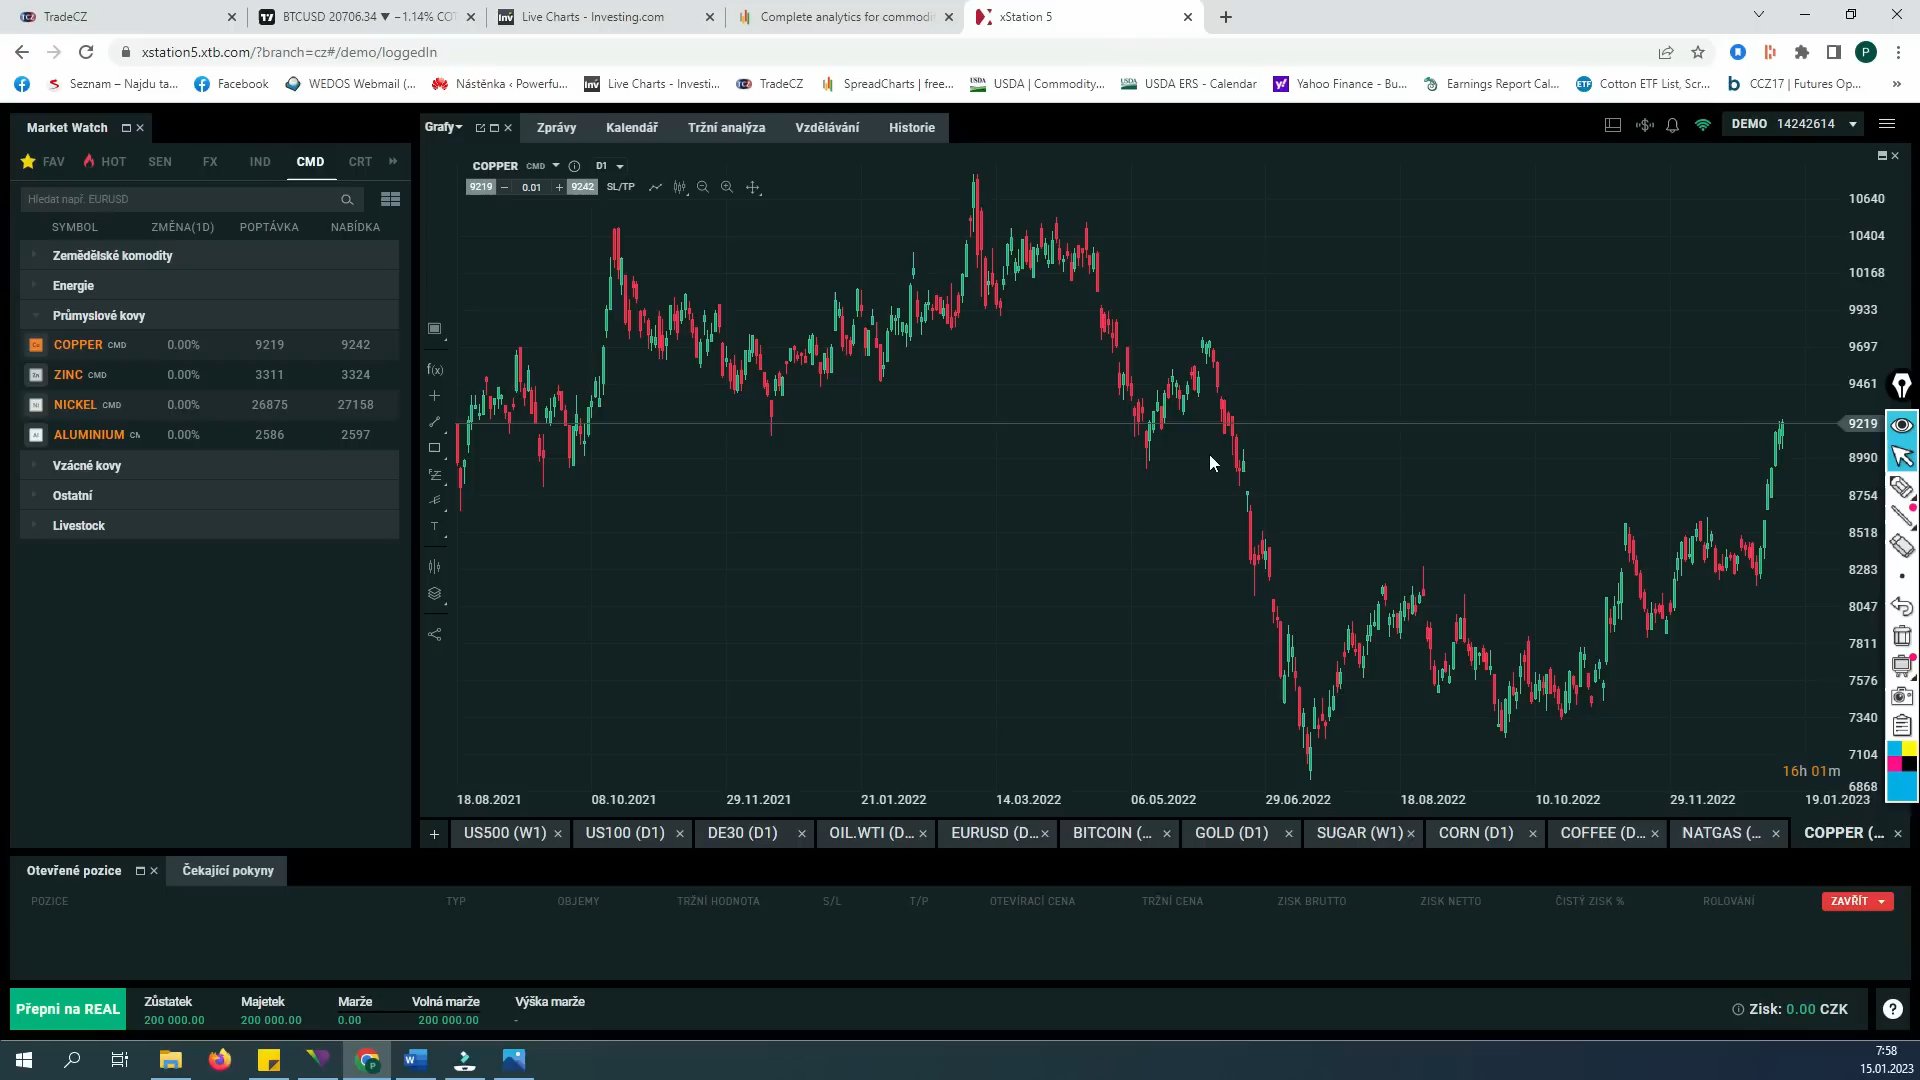 TradeCZ
BTCUSD 20706.34 ▼ −1.14% COT
Live Charts - Investing.com
Complete analytics for commodit
xStation 5
xstation5.xtb.com/?branch=cz#/demo/loggedIn
P
Seznam – Najdu ta...
Facebook
WEDOS Webmail (...
Nástěnka ‹ Powerfu...
Live Charts - Investi...
TradeCZ
SpreadCharts | free...
USDA | Commodity...
USDA ERS - Calendar
Yahoo Finance - Bu...
Earnings Report Cal...
Cotton ETF List, Scr...
CCZ17 | Futures Op...
Market Watch
Grafy
Zprávy
Kalendář
Tržní analýza
Vzdělávání
Historie
DEMO 14242614
FAV
HOT
SEN
FX
IND
CMD
CRT
COPPER CMD
D1
9219 − 0.01 + 9242 SL/TP
Hledat např. EURUSD
SYMBOL ZMĚNA(1D) POPTÁVKA NABÍDKA
Zemědělské komodity
Energie
Průmyslové kovy
COPPER CMD 0.00% 9219 9242
ZINC CMD 0.00% 3311 3324
NICKEL CMD 0.00% 26875 27158
ALUMINIUM 0.00% 2586 2597
Vzácné kovy
Ostatní
Livestock
f(x)
T
10640
10404
10168
9933
9697
9461
9219
8990
8754
8518
8283
8047
7811
7576
7340
7104
6868
16h 01m
18.08.2021 08.10.2021 29.11.2021 21.01.2022 14.03.2022 06.05.2022 29.06.2022 18.08.2022 10.10.2022 29.11.2022 19.01.2023
US500 (W1)
US100 (D1)
DE30 (D1)
OIL.WTI (D...
EURUSD (D...
BITCOIN (...
GOLD (D1)
SUGAR (W1)
CORN (D1)
COFFEE (D...
NATGAS (...
COPPER (...
Otevřené pozice
Čekající pokyny
POZICE TYP OBJEMY TRŽNÍ HODNOTA S/L T/P OTEVÍRACÍ CENA TRŽNÍ CENA ZISK BRUTTO ZISK NETTO ČISTÝ ZISK % ROLOVÁNÍ ZAVŘÍT
Přepni na REAL
Zůstatek Majetek Marže Volná marže Výška marže
200 000.00 200 000.00 0.00 200 000.00 -
Zisk: 0.00 CZK
7:58
15.01.2023